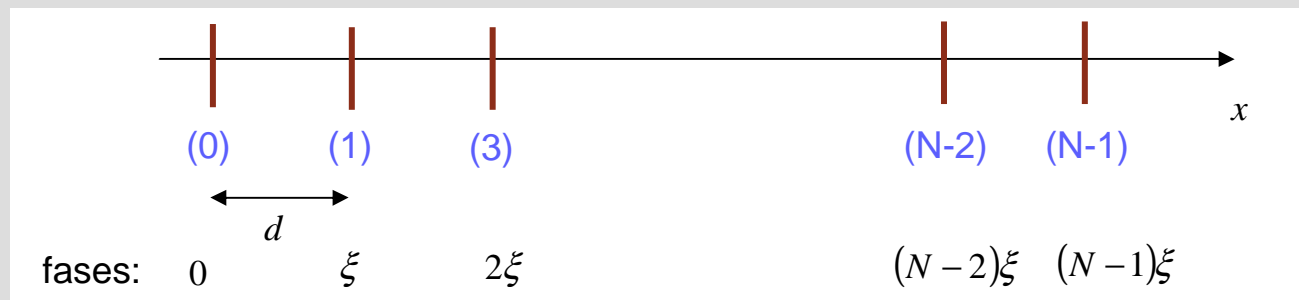 x
(0) (1) (3) (N-2) (N-1)
d
fases: 0 ξ 2ξ (N − 2)ξ (N − 1)ξ